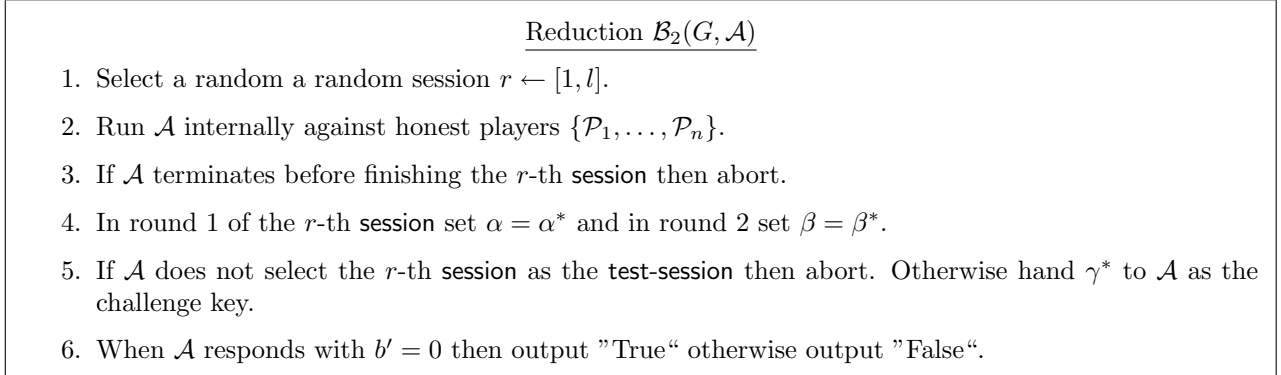 Reduction 𝓑₂(G, 𝓐)
1. Select a random a random session r ← [1, l].
2. Run 𝓐 internally against honest players {𝓟₁, . . . , 𝓟ₙ}.
3. If 𝓐 terminates before finishing the r-th session then abort.
4. In round 1 of the r-th session set α = α* and in round 2 set β = β*.
5. If 𝓐 does not select the r-th session as the test-session then abort. Otherwise hand γ* to 𝓐 as the
challenge key.
6. When 𝓐 responds with b′ = 0 then output ”True“ otherwise output ”False“.